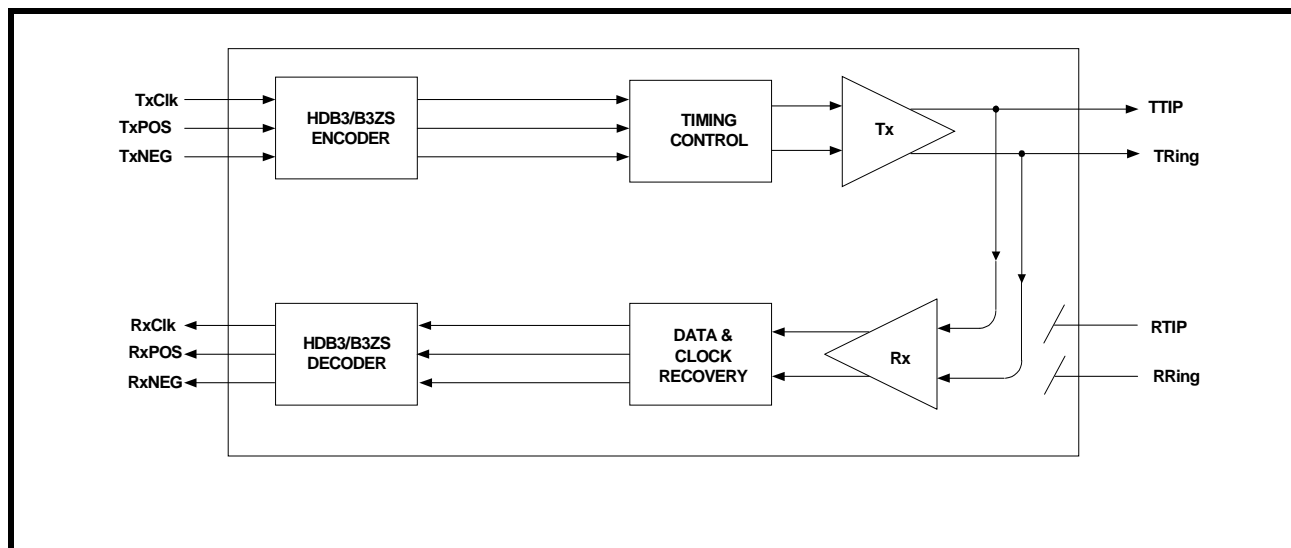 TxClk
TxPOS
TxNEG
HDB3/B3ZS
ENCODER
TIMING
CONTROL
Tx
TTIP
TRing
RxClk
RxPOS
RxNEG
HDB3/B3ZS
DECODER
DATA &
CLOCK
RECOVERY
Rx
RTIP
RRing